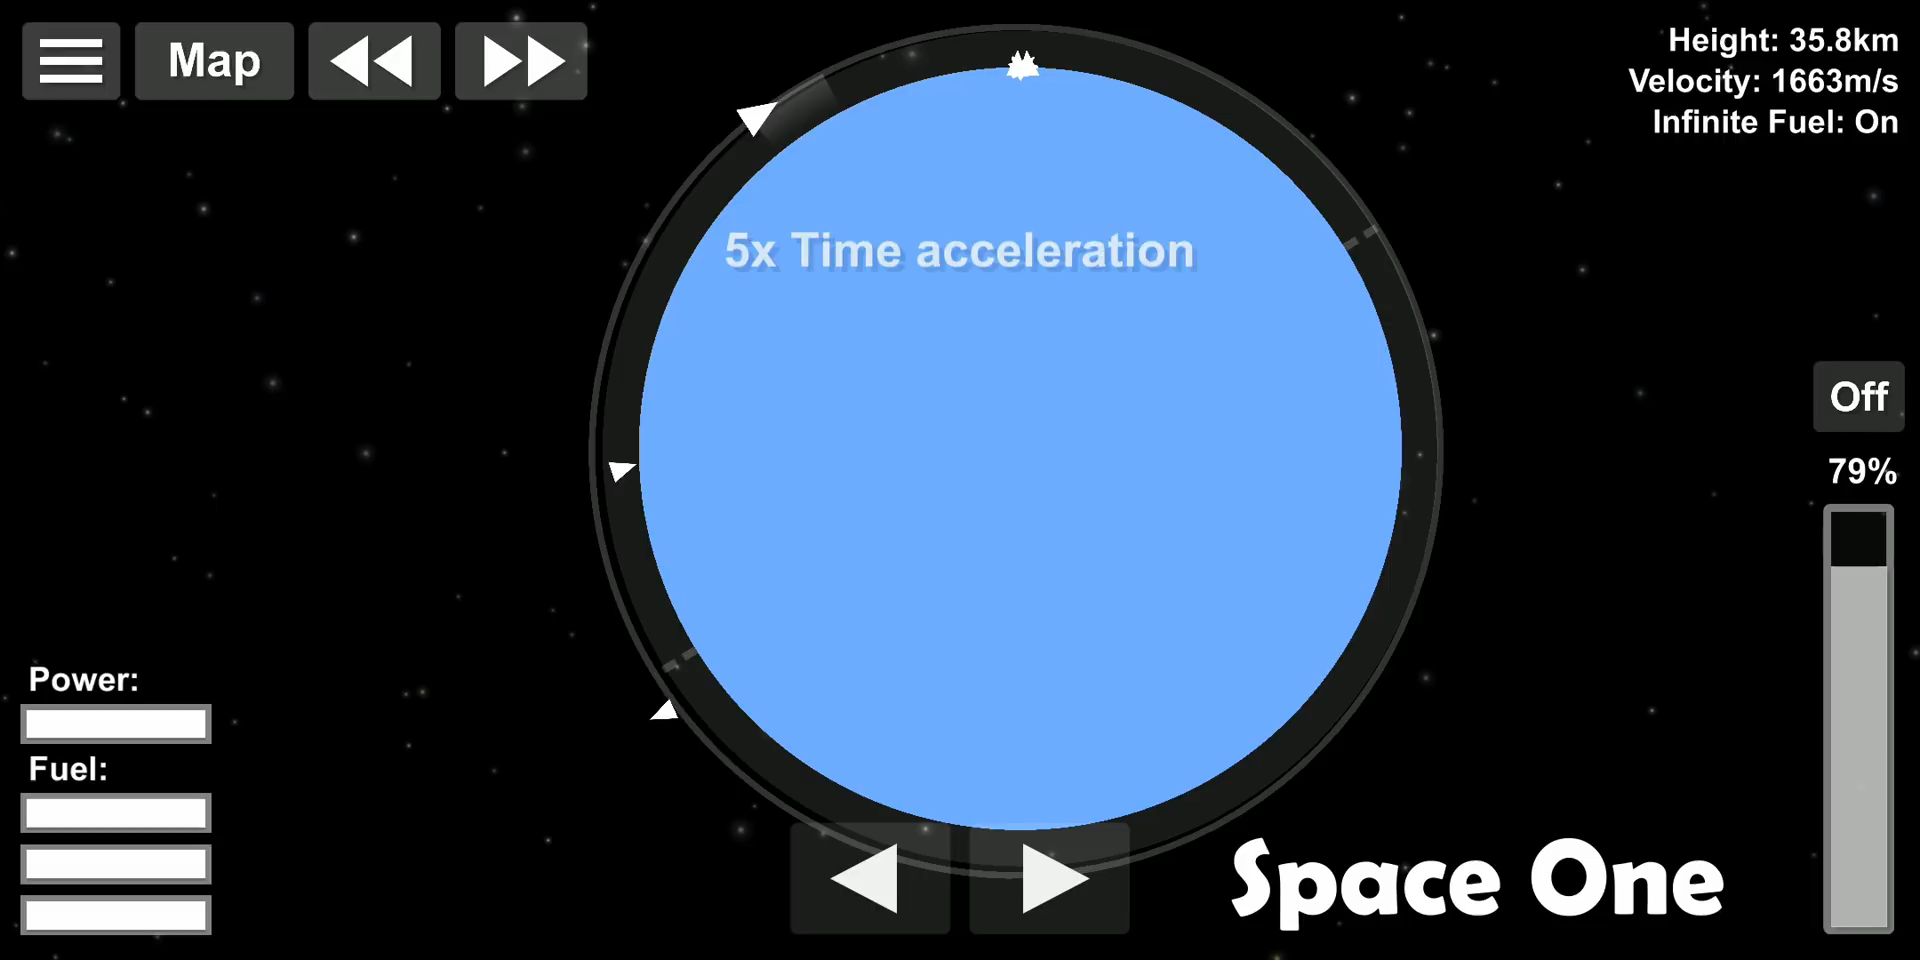 Map
Height: 35.8km
Velocity: 1663m/s
Infinite Fuel: On
5x Time acceleration
Off
79%
Power:
Fuel:
Space One